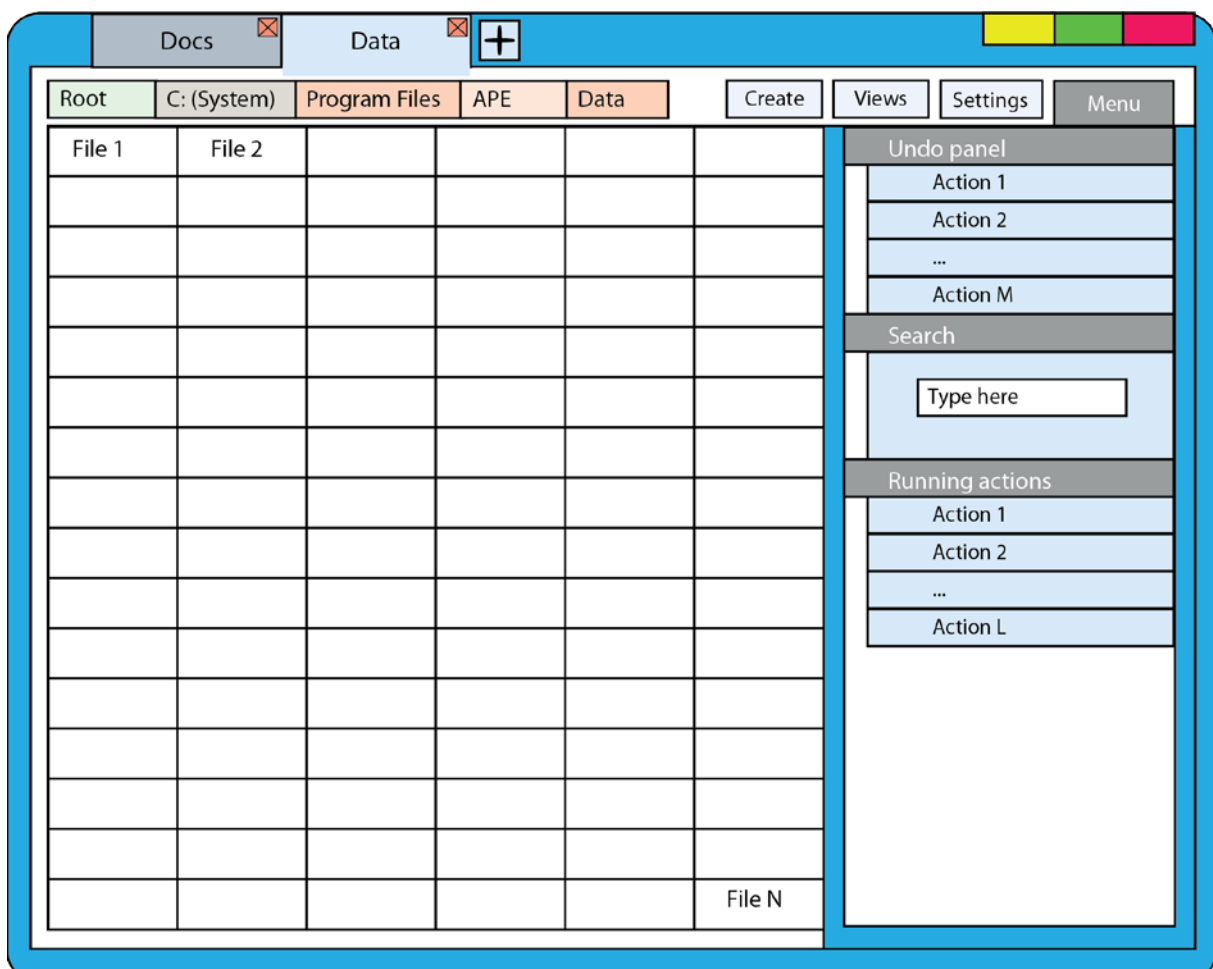 Docs
Data
Root
C: (System)
Program Files
APE
Data
Create
Views
Settings
Menu
File 1
File 2
File N
Undo panel
Action 1
Action 2
...
Action M
Search
Type here
Running actions
Action 1
Action 2
...
Action L